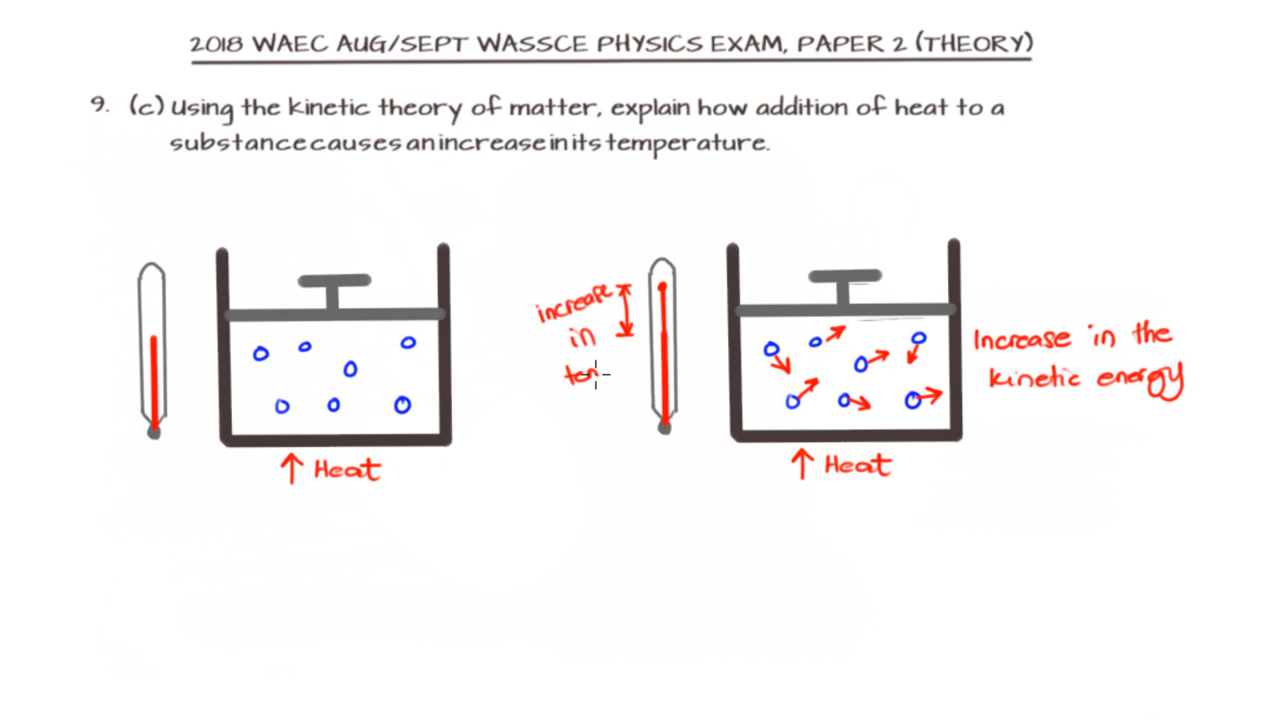 2018 WAEC AUG/SEPT WASSCE PHYSICS EXAM, PAPER 2 (THEORY)
9. (c) Using the kinetic theory of matter, explain how addition of heat to a
substance causes an increase in its temperature.
increase
in
tem
Increase in the
kinetic energy
↑ Heat
↑ Heat